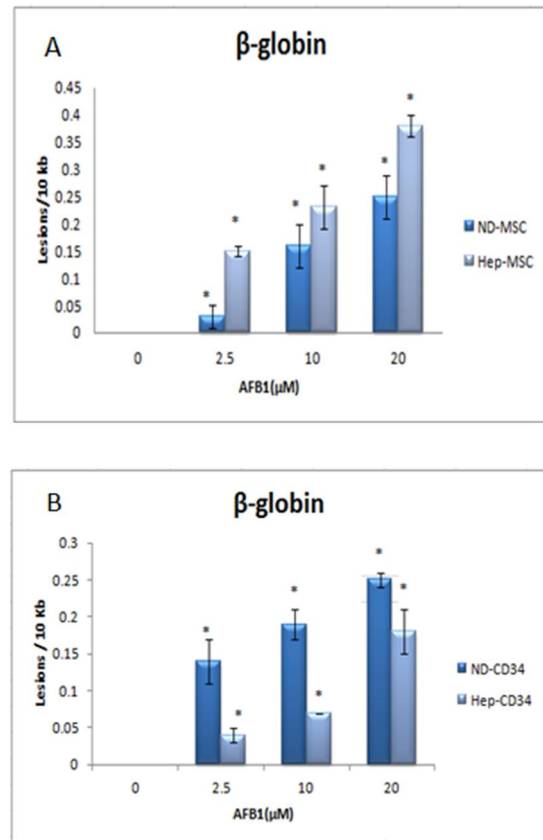 A
β-globin
0.45
0.4
0.35
0.3
0.25
0.2
0.15
0.1
0.05
0
Lesions/10 kb
* * * * * *
0 2.5 10 20
AFB1(µM)
ND-MSC
Hep-MSC
B
β-globin
0.3
0.25
0.2
0.15
0.1
0.05
0
Lesions / 10 Kb
* * * * * *
0 2.5 10 20
AFB1(µM)
ND-CD34
Hep-CD34